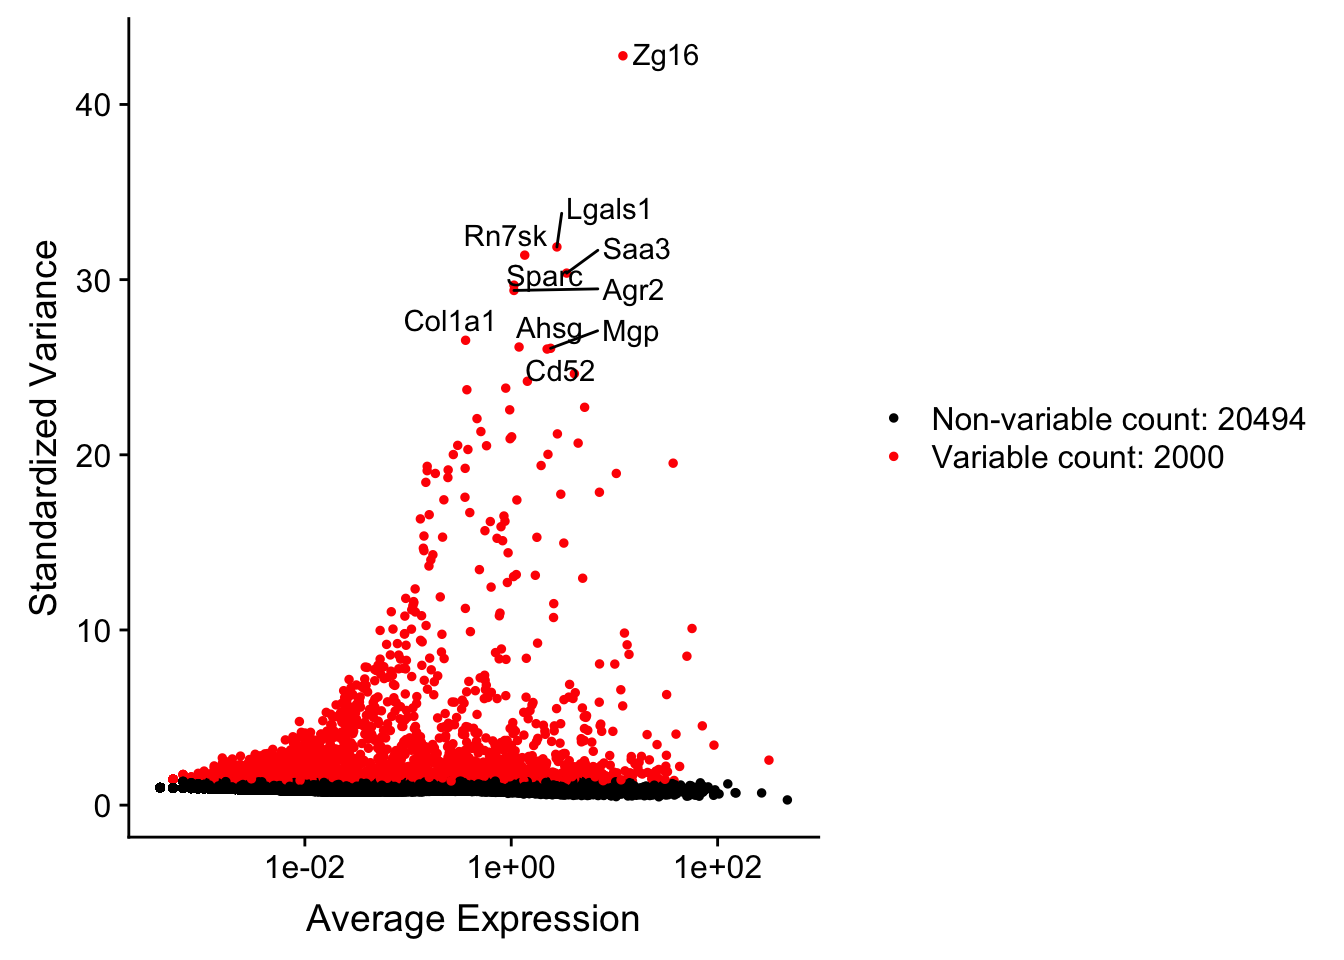 Zg16
40
Lgals1
Rn7sk
Saa3
30
Sparc
Agr2
Col1a1
Ahsg
Mgp
Cd52
Standardized Variance
Non-variable count: 20494
Variable count: 2000
20
10
0
1e-02
1e+00
1e+02
Average Expression